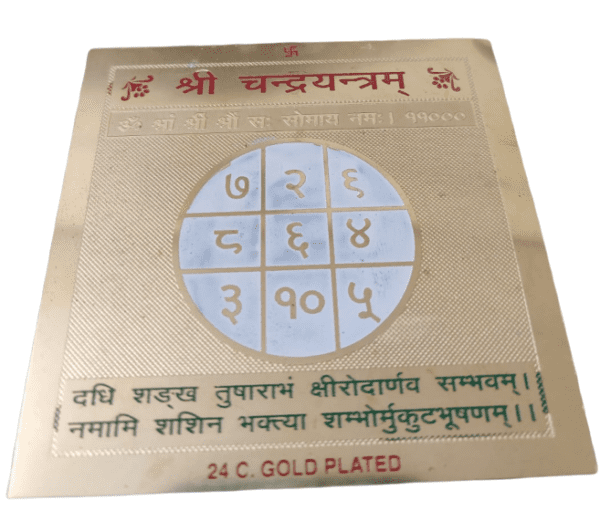 卐
श्री चन्द्रयन्त्रम्
ॐ श्रां श्रीं श्रौं सः सोमाय नमः। ११०००
७ २ ९
८ ६ ४
३ १० ५
दधि शङ्ख तुषाराभं क्षीरोदार्णव सम्भवम्।
नमामि शशिन भक्त्या शम्भोर्मुकुटभूषणम्।।
24 C. GOLD PLATED